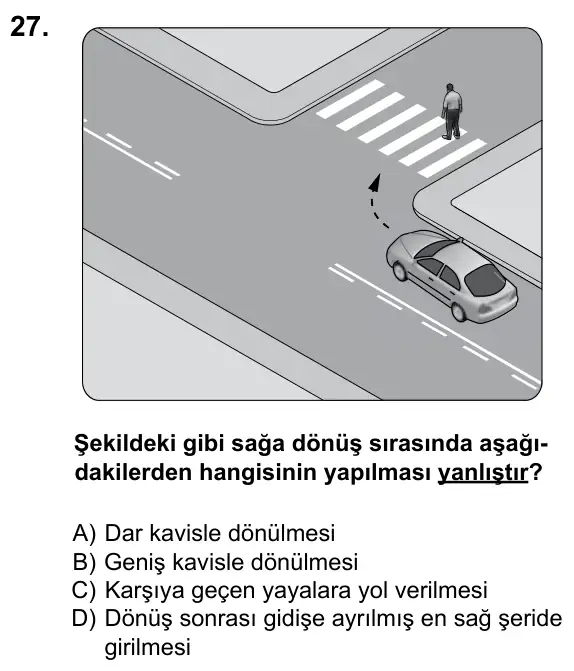 27.
Şekildeki gibi sağa dönüş sırasında aşağı-
dakilerden hangisinin yapılması yanlıştır?
A) Dar kavisle dönülmesi
B) Geniş kavisle dönülmesi
C) Karşıya geçen yayalara yol verilmesi
D) Dönüş sonrası gidişe ayrılmış en sağ şeride
girilmesi